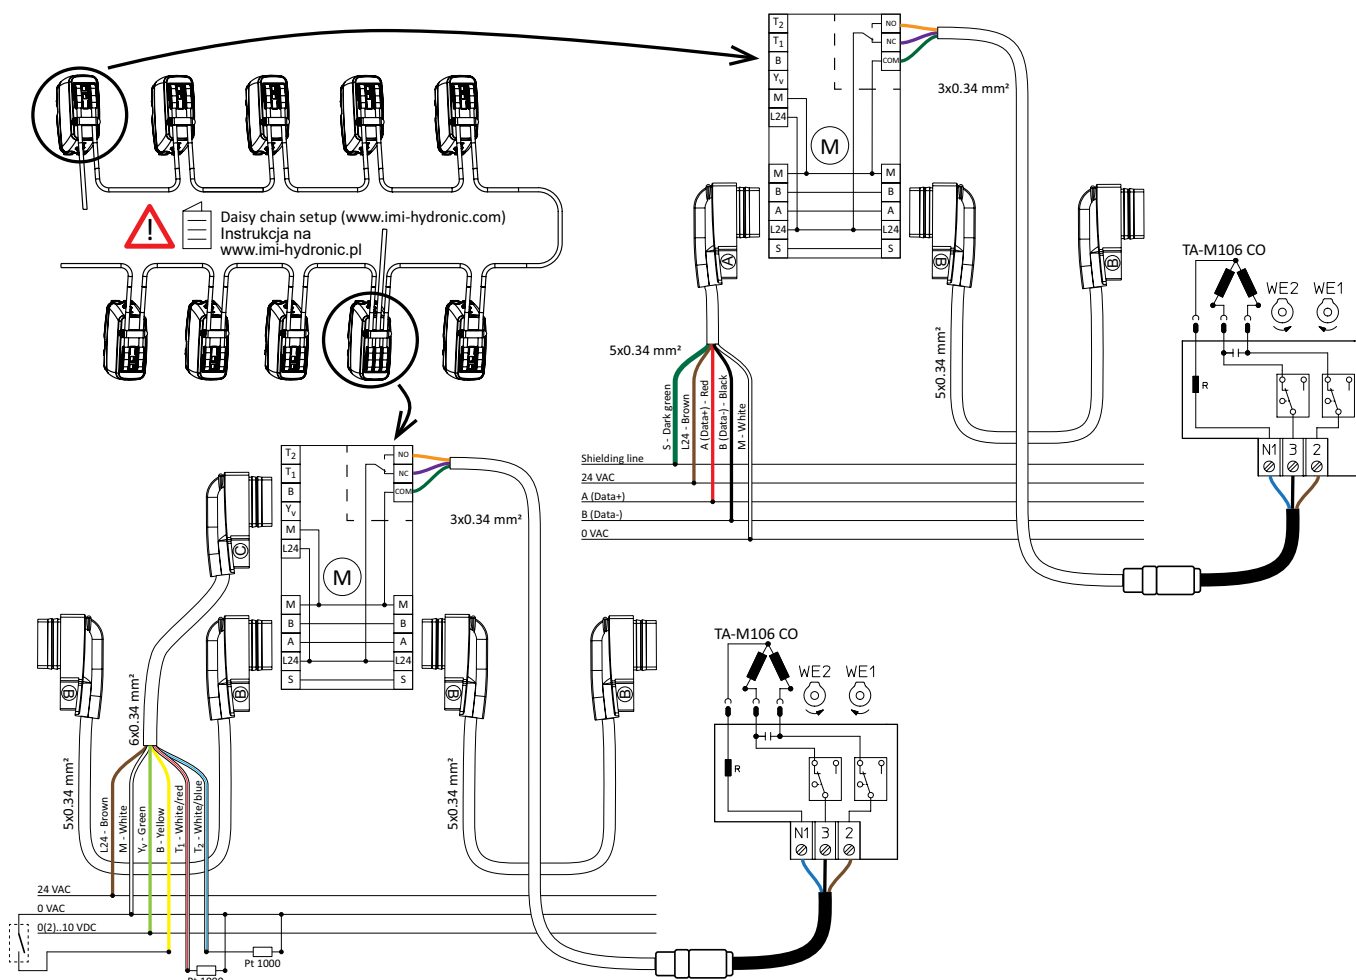 T2
T1
B
Yv
M
L24
NO
NC
COM
M
3x0.34 mm²
M
B
A
L24
S
M
B
A
L24
S
Daisy chain setup (www.imi-hydronic.com)
Instrukcja na
www.imi-hydronic.pl
A
B
B
TA-M106 CO
WE2
WE1
R
N1
3
2
5x0.34 mm²
5x0.34 mm²
S - Dark green
L24 - Brown
A (Data+) - Red
B (Data-) - Black
M - White
Shielding line
24 VAC
A (Data+)
B (Data-)
0 VAC
T2
T1
B
Yv
M
L24
NO
NC
COM
M
3x0.34 mm²
M
B
A
L24
S
M
B
A
L24
S
C
B
B
B
B
TA-M106 CO
WE2
WE1
R
N1
3
2
6x0.34 mm²
5x0.34 mm²
5x0.34 mm²
L24 - Brown
M - White
Yv - Green
B - Yellow
T1 - White/red
T2 - White/blue
24 VAC
0 VAC
0(2)..10 VDC
Pt 1000
Pt 1000